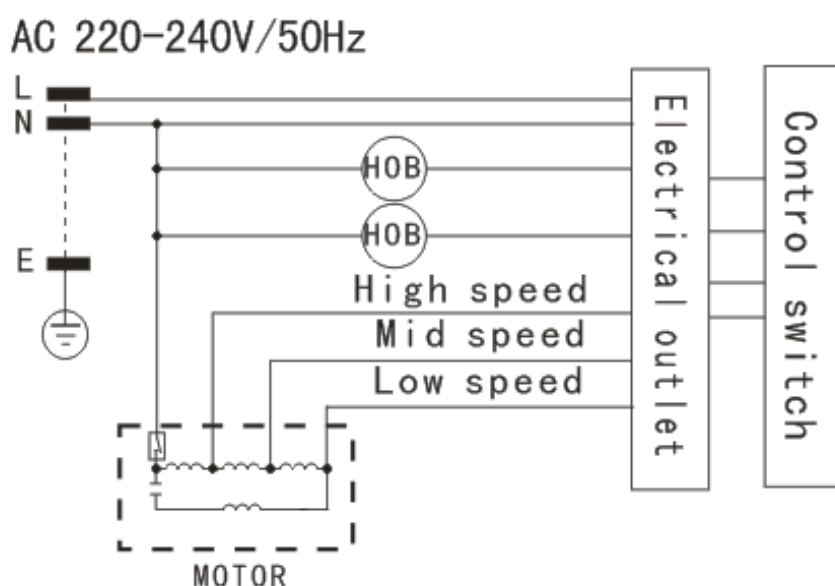 AC 220-240V/50Hz
L
N
HOB
HOB
E
High speed
Mid speed
Low speed
MOTOR
Electrical outlet
Control switch